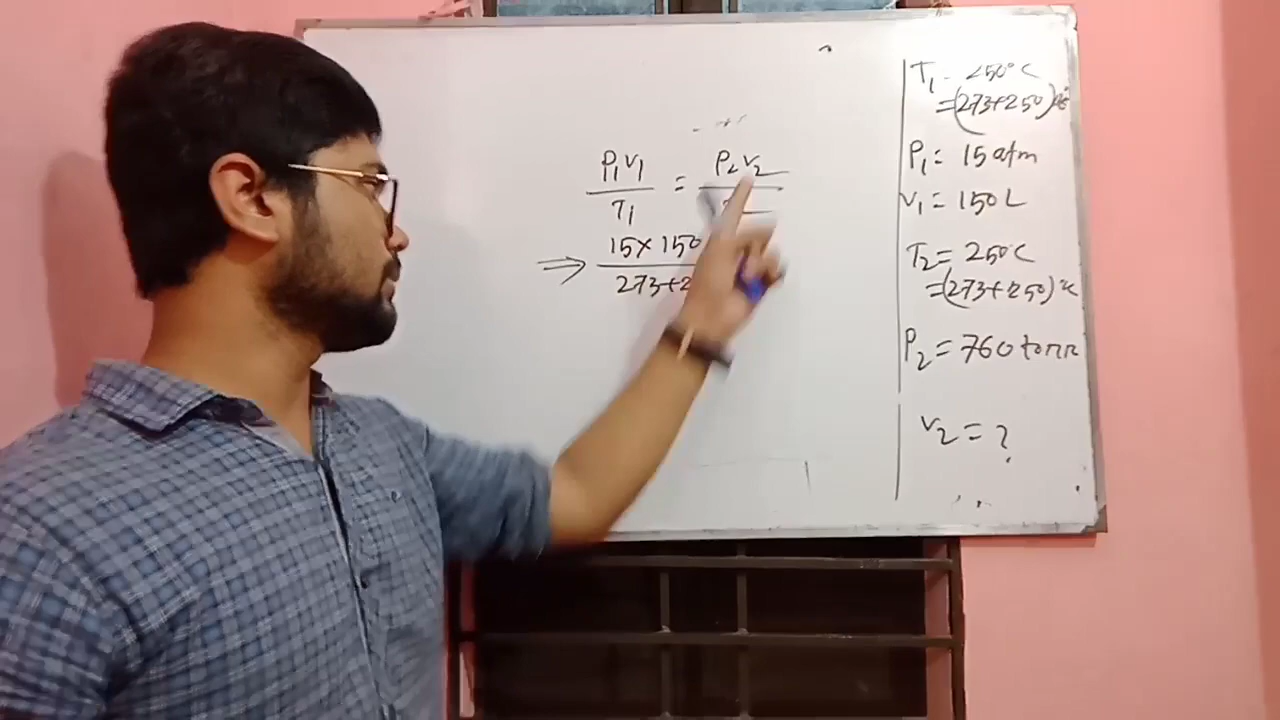 P₁V₁ / T₁ = P₂V₂
⇒ 15×150 / 273+2
T₁ - 250°C
=(273+250)
P₁ = 15 atm
V₁ = 150L
T₂ = 250°C
=(273+250)°K
P₂ = 760 torr
V₂ = ?